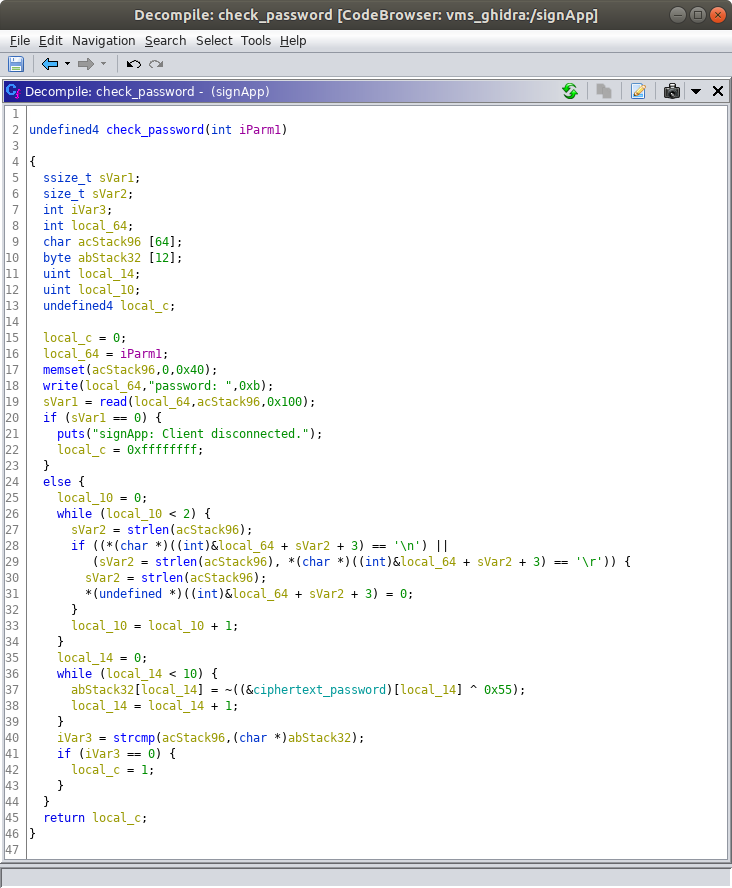 Decompile: check_password [CodeBrowser: vms_ghidra:/signApp]
File Edit Navigation Search Select Tools Help
Decompile: check_password - (signApp)
1
2 undefined4 check_password(int iParm1)
3
4 {
5   ssize_t sVar1;
6   size_t sVar2;
7   int iVar3;
8   int local_64;
9   char acStack96 [64];
10   byte abStack32 [12];
11   uint local_14;
12   uint local_10;
13   undefined4 local_c;
14
15   local_c = 0;
16   local_64 = iParm1;
17   memset(acStack96,0,0x40);
18   write(local_64,"password: ",0xb);
19   sVar1 = read(local_64,acStack96,0x100);
20   if (sVar1 == 0) {
21     puts("signApp: Client disconnected.");
22     local_c = 0xffffffff;
23   }
24   else {
25     local_10 = 0;
26     while (local_10 < 2) {
27       sVar2 = strlen(acStack96);
28       if ((*(char *)((int)&local_64 + sVar2 + 3) == '\n') ||
29          (sVar2 = strlen(acStack96), *(char *)((int)&local_64 + sVar2 + 3) == '\r')) {
30         sVar2 = strlen(acStack96);
31         *(undefined *)((int)&local_64 + sVar2 + 3) = 0;
32       }
33       local_10 = local_10 + 1;
34     }
35     local_14 = 0;
36     while (local_14 < 10) {
37       abStack32[local_14] = ~((&ciphertext_password)[local_14] ^ 0x55);
38       local_14 = local_14 + 1;
39     }
40     iVar3 = strcmp(acStack96,(char *)abStack32);
41     if (iVar3 == 0) {
42       local_c = 1;
43     }
44   }
45   return local_c;
46 }
47